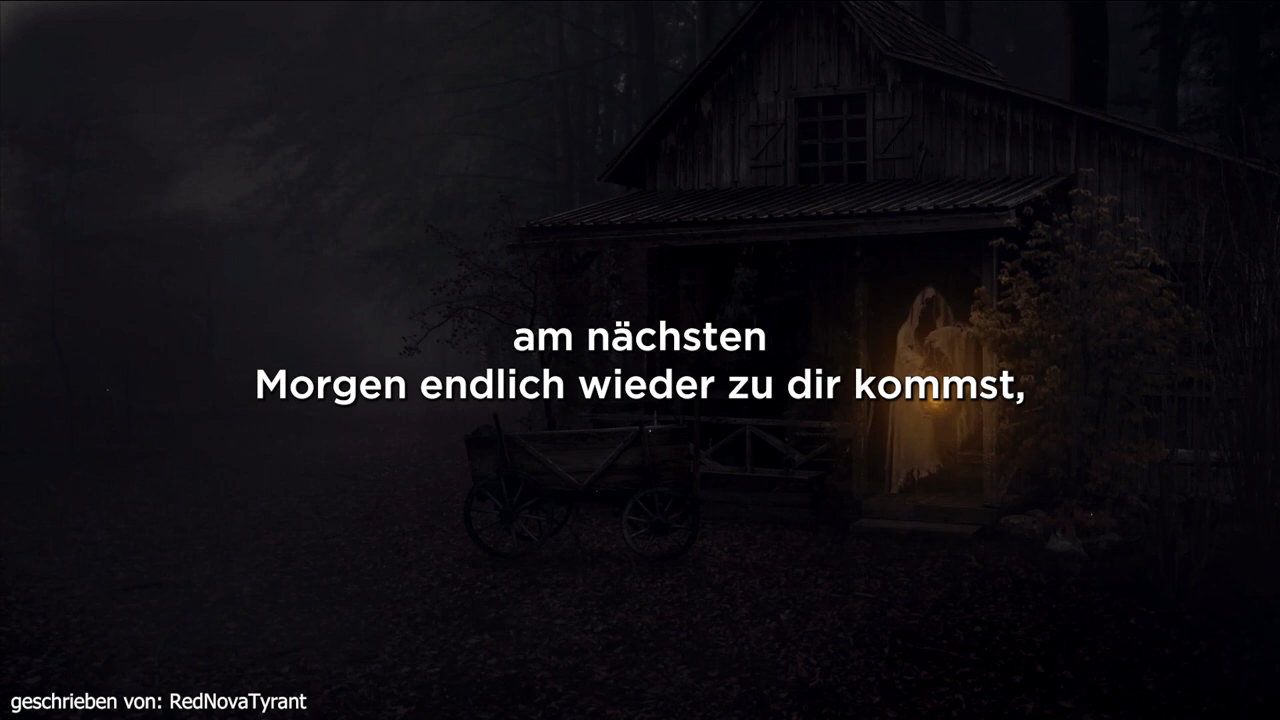 am nächsten
Morgen endlich wieder zu dir kommst,
geschrieben von: RedNovaTyrant